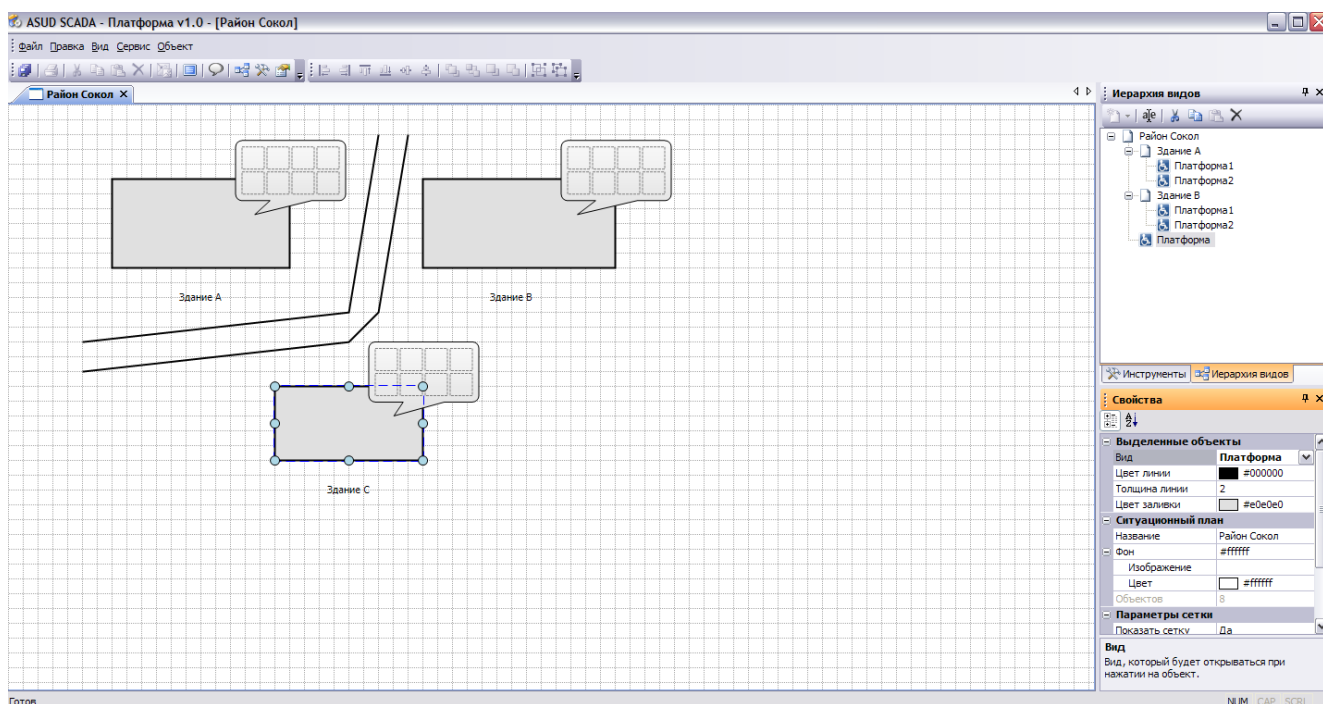 ASUD SCADA - Платформа v1.0 - [Район Сокол]
Файл Правка Вид Сервис Объект
Район Сокол
Здание A
Здание B
Здание C
Иерархия видов
Район Сокол
Здание A
Платформа1
Платформа2
Здание B
Платформа1
Платформа2
Платформа
Инструменты Иерархия видов
Свойства
Выделенные объекты
Вид Платформа
Цвет линии #000000
Толщина линии 2
Цвет заливки #e0e0e0
Ситуационный план
Название Район Сокол
Фон #ffffff
Изображение
Цвет #ffffff
Объектов 8
Параметры сетки
Показать сетку Да
Вид
Вид, который будет открываться при
нажатии на объект.
Готов NUM CAP SCRL